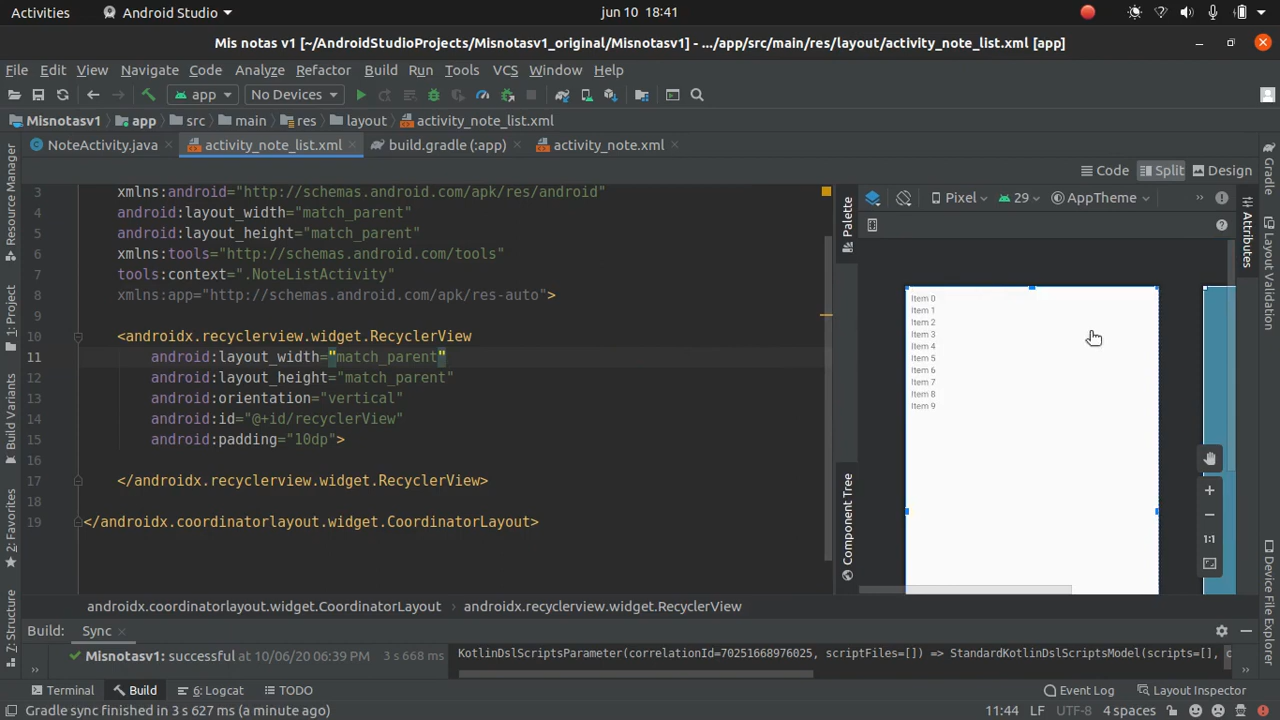 Activities
Android Studio
jun 10 18:41
Mis notas v1 [~/AndroidStudioProjects/Misnotasv1_original/Misnotasv1] - .../app/src/main/res/layout/activity_note_list.xml [app]
File Edit View Navigate Code Analyze Refactor Build Run Tools VCS Window Help
app
No Devices
Misnotasv1 app src main res layout activity_note_list.xml
NoteActivity.java activity_note_list.xml build.gradle (:app) activity_note.xml
Code Split Design
3 xmlns:android="http://schemas.android.com/apk/res/android"
4 android:layout_width="match_parent"
5 android:layout_height="match_parent"
6 xmlns:tools="http://schemas.android.com/tools"
7 tools:context=".NoteListActivity"
8 xmlns:app="http://schemas.android.com/apk/res-auto">
9
10 <androidx.recyclerview.widget.RecyclerView
11 android:layout_width="match_parent"
12 android:layout_height="match_parent"
13 android:orientation="vertical"
14 android:id="@+id/recyclerView"
15 android:padding="10dp">
16
17 </androidx.recyclerview.widget.RecyclerView>
18
19 </androidx.coordinatorlayout.widget.CoordinatorLayout>
Resource Manager
1: Project
Build Variants
2: Favorites
7: Structure
Palette
Component Tree
Pixel 29 AppTheme »
Item 0
Item 1
Item 2
Item 3
Item 4
Item 5
Item 6
Item 7
Item 8
Item 9
1:1
Attributes
Gradle
Layout Validation
Device File Explorer
androidx.coordinatorlayout.widget.CoordinatorLayout › androidx.recyclerview.widget.RecyclerView
Build: Sync
Misnotasv1: successful at 10/06/20 06:39 PM 3 s 668 ms
KotlinDslScriptsParameter(correlationId=70251668976025, scriptFiles=[]) => StandardKotlinDslScriptsModel(scripts=[],
Terminal Build 6: Logcat TODO Event Log Layout Inspector
Gradle sync finished in 3 s 627 ms (a minute ago)
11:44 LF UTF-8 4 spaces